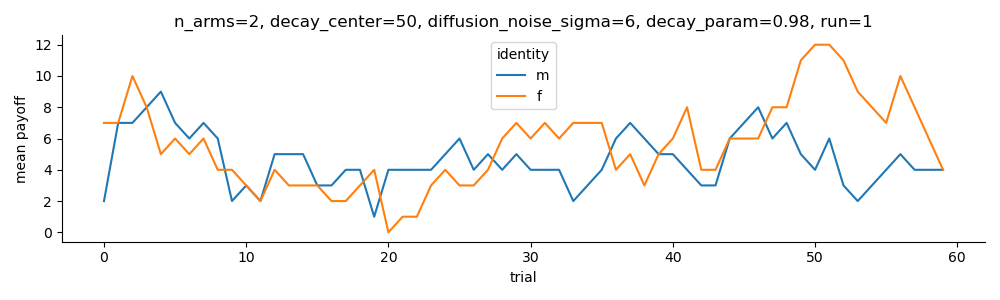 n_arms=2, decay_center=50, diffusion_noise_sigma=6, decay_param=0.98, run=1
12
10
8
6
4
2
0
mean payoff
identity
m
f
0
10
20
30
40
50
60
trial